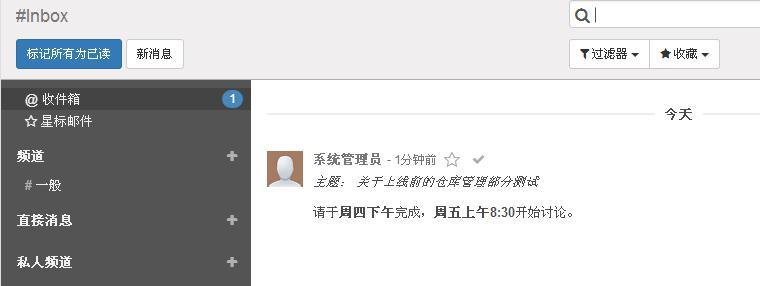 #Inbox
标记所有为已读
新消息
过滤器
收藏
@ 收件箱
1
星标邮件
频道
# 一般
直接消息
私人频道
今天
系统管理员 - 1分钟前
主题： 关于上线前的仓库管理部分测试
请于周四下午完成，周五上午8:30开始讨论。